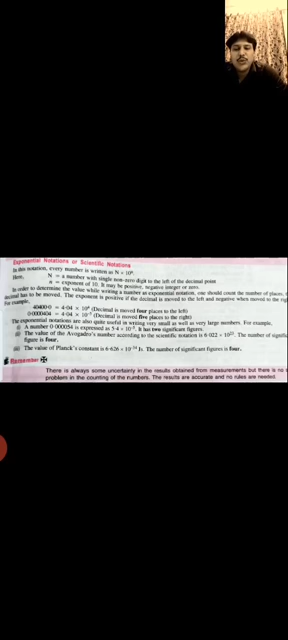 Exponential Notations or Scientific Notations
In this notation, every number is written as N × 10ⁿ.
Here, N = a number with single non-zero digit to the left of the decimal point
n = exponent of 10. It may be positive, negative integer or zero.
In order to determine the value while writing a number as exponential notation, one should count the number of places,
decimal has to be moved. The exponent is positive if the decimal is moved to the left and negative when moved to the
For example,
40400·0 = 4·04 × 10⁴ (Decimal is moved four places to the left)
0·0000404 = 4·04 × 10⁻⁵ (Decimal is moved five places to the right)
The exponential notations are also quite useful in writing very small as well as very large numbers. For example,
(i) A number 0·000054 is expressed as 5·4 × 10⁻⁵. It has two significant figures.
(ii) The value of the Avogadro's number according to the scientific notation is 6·022 × 10²³. The number of
figure is four.
(iii) The value of Planck's constant is 6·626 × 10⁻³⁴ Js. The number of significant figures is four.
Remember
There is always some uncertainty in the results obtained from measurements but there is no
problem in the counting of the numbers. The results are accurate and no rules are needed.